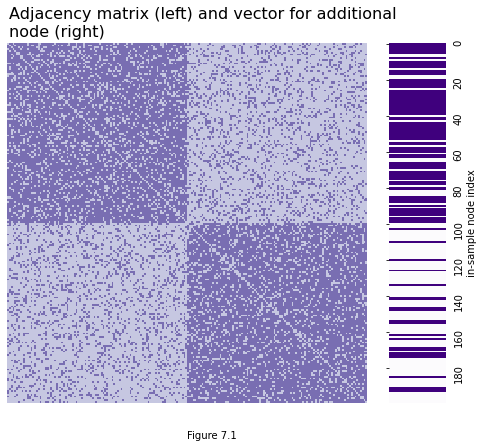 Adjacency matrix (left) and vector for additional
node (right)
0
20
40
60
80
100
120
140
160
180
in-sample node index
Figure 7.1